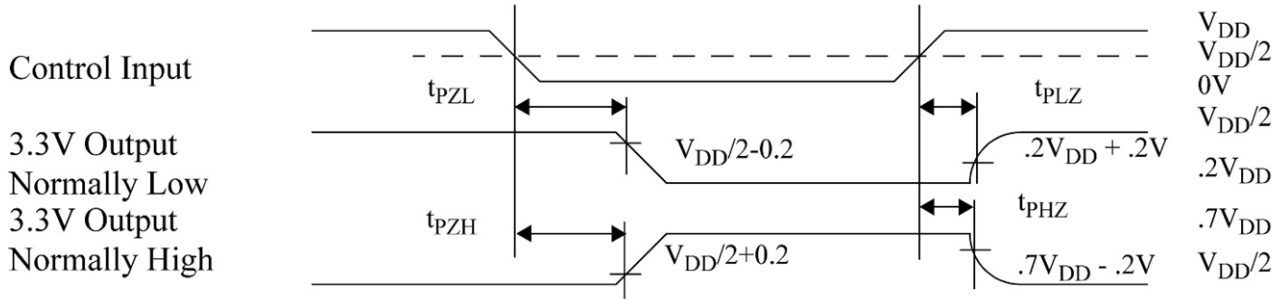 V_DD
V_DD/2
Control Input
0V
t_PZL
t_PLZ
V_DD/2
3.3V Output
V_DD/2-0.2
.2V_DD + .2V
Normally Low
.2V_DD
3.3V Output
t_PZH
t_PHZ
.7V_DD
Normally High
V_DD/2+0.2
.7V_DD - .2V
V_DD/2